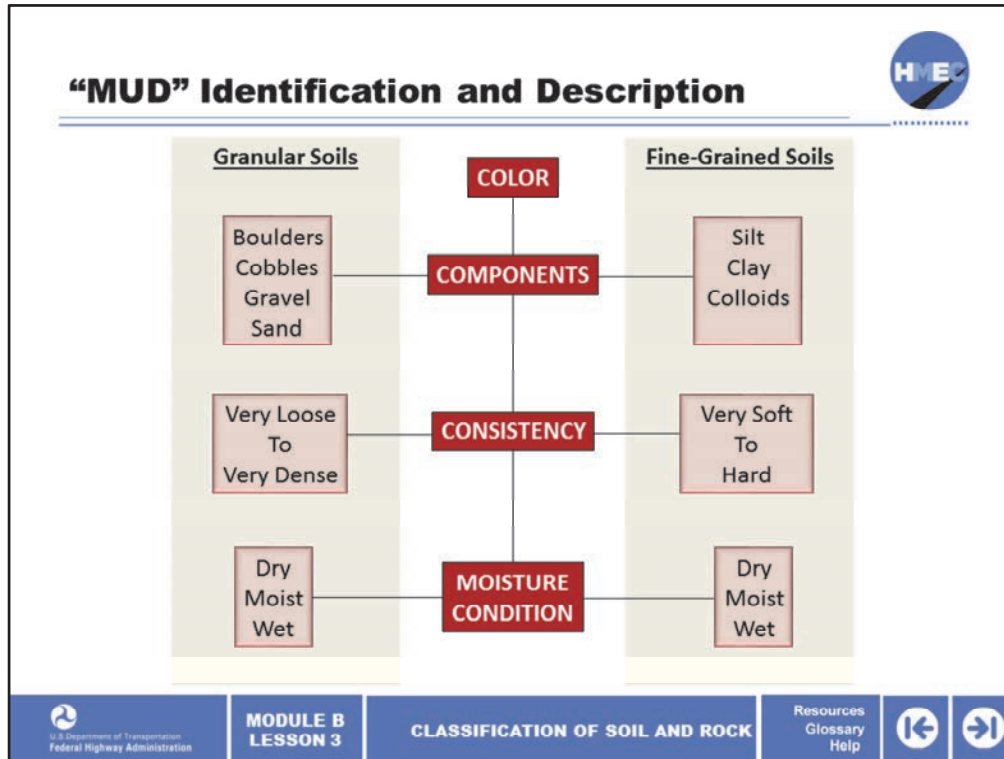 "MUD" Identification and Description
HMEC
Granular Soils
COLOR
Fine-Grained Soils
Boulders
Cobbles
Gravel
Sand
COMPONENTS
Silt
Clay
Colloids
Very Loose
To
Very Dense
CONSISTENCY
Very Soft
To
Hard
Dry
Moist
Wet
MOISTURE
CONDITION
Dry
Moist
Wet
U.S.Department of Transportation
Federal Highway Administration
MODULE B
LESSON 3
CLASSIFICATION OF SOIL AND ROCK
Resources
Glossary
Help